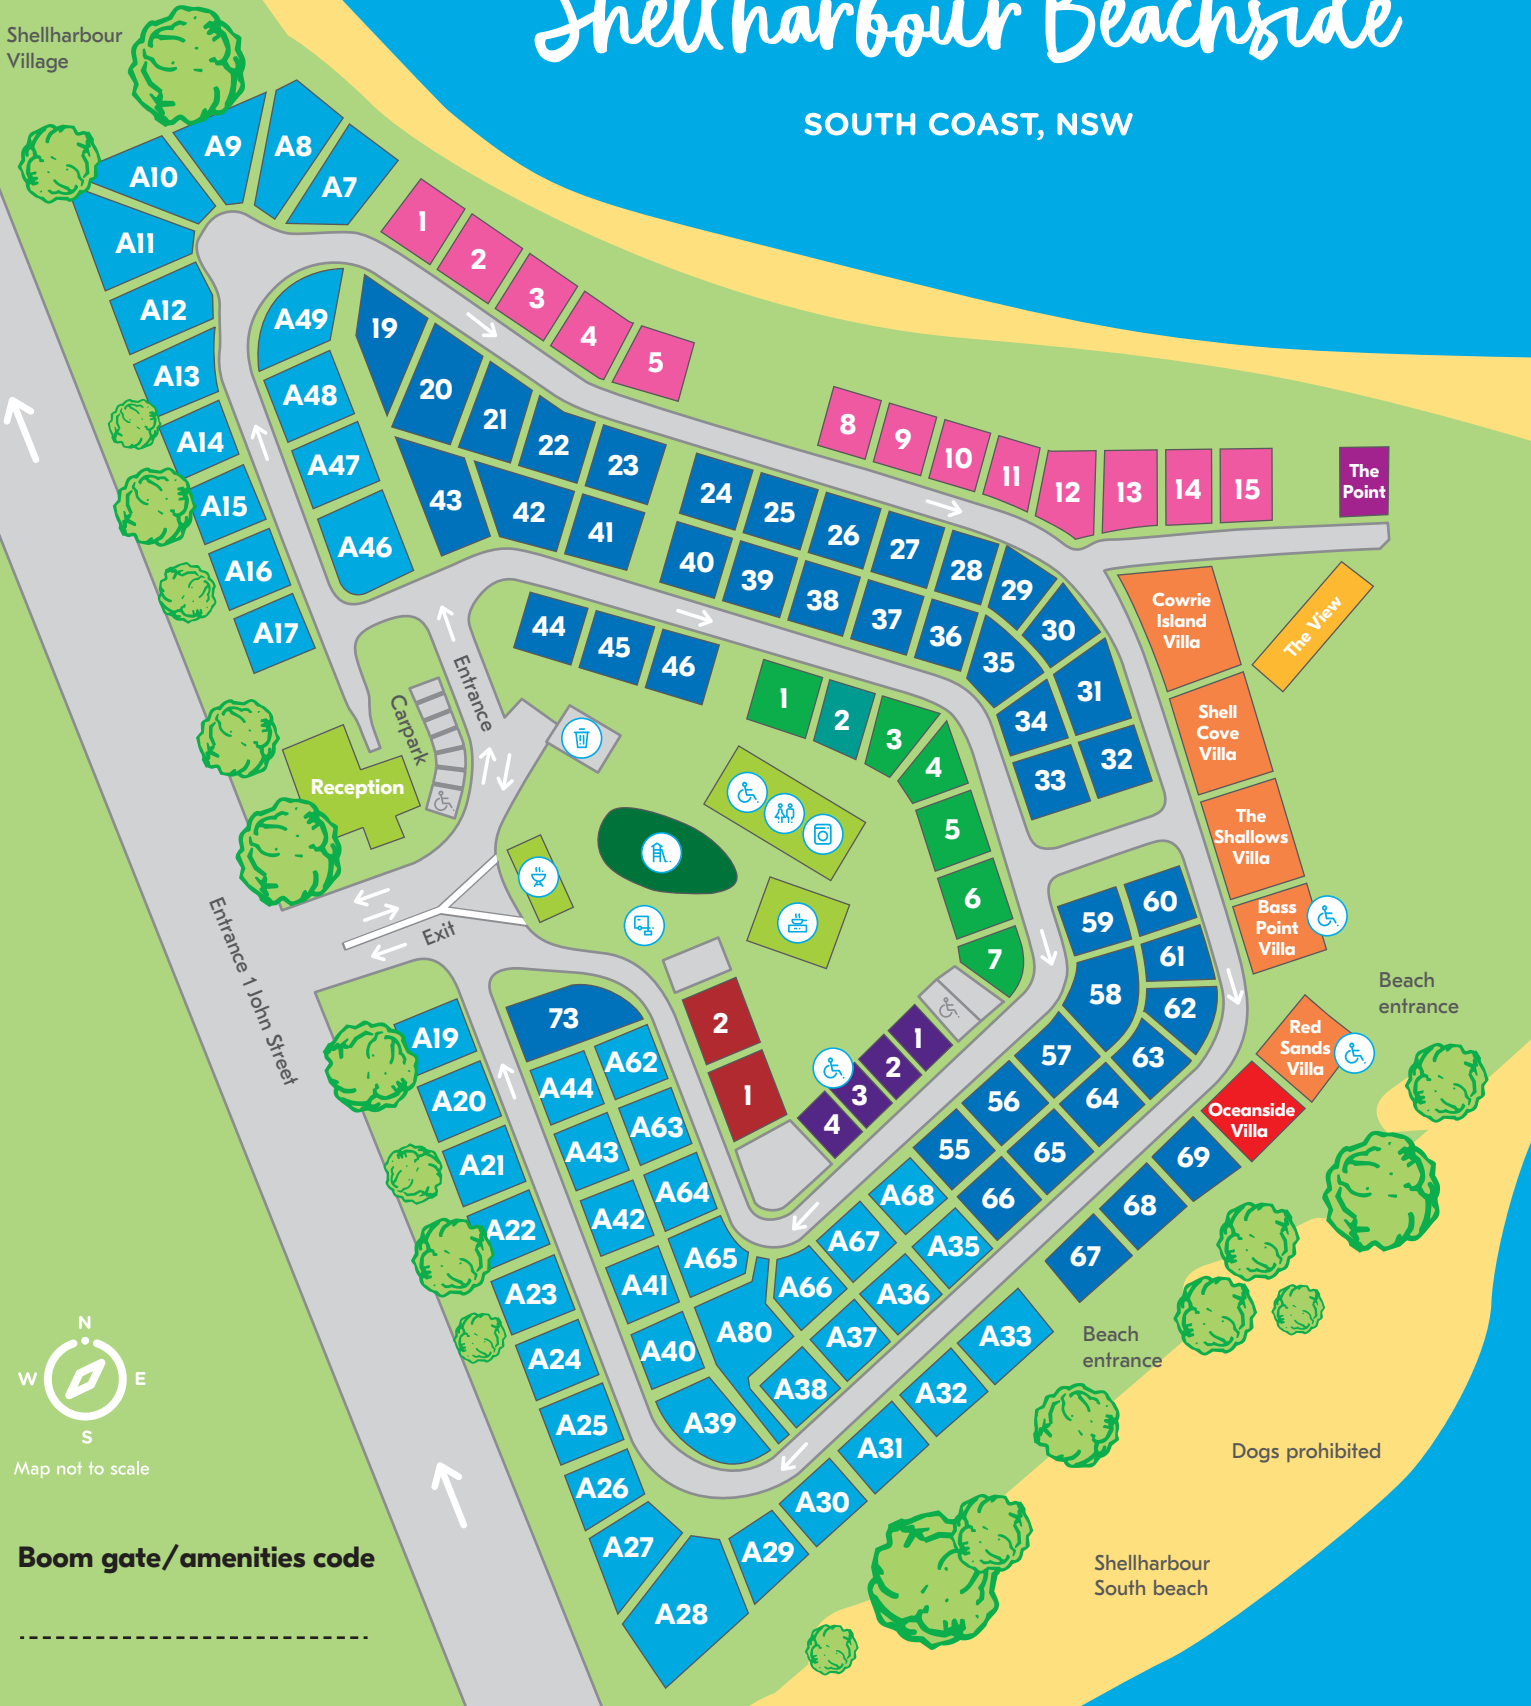 Shellharbour Beachside
SOUTH COAST, NSW
Shellharbour
Village
A9
A8
A10
A7
A11
1
2
3
4
5
A12
A49
19
A13
A48
20
21
22
23
8
9
10
11
12
13
14
15
The
Point
A14
A47
43
42
41
24
25
26
27
28
29
30
31
32
A15
A46
40
39
38
37
36
35
34
33
A16
A17
44
45
46
Cowrie
Island
Villa
The View
Shell
Cove
Villa
The
Shallows
Villa
Bass
Point
Villa
Entrance
Carpark
Reception
1
2
3
4
5
6
7
Exit
Entrance 1 John Street
59
60
61
58
62
57
63
56
64
55
65
66
Beach
entrance
Red
Sands
Villa
Oceanside
Villa
69
68
67
73
2
1
1
2
3
4
A19
A20
A21
A22
A23
A24
A25
A26
A27
A28
A29
A30
A31
A32
A33
A62
A44
A63
A43
A64
A42
A65
A41
A40
A80
A39
A68
A67
A35
A66
A36
A37
A38
Beach
entrance
Dogs prohibited
Shellharbour
South beach
N
W
E
S
Map not to scale
Boom gate/amenities code